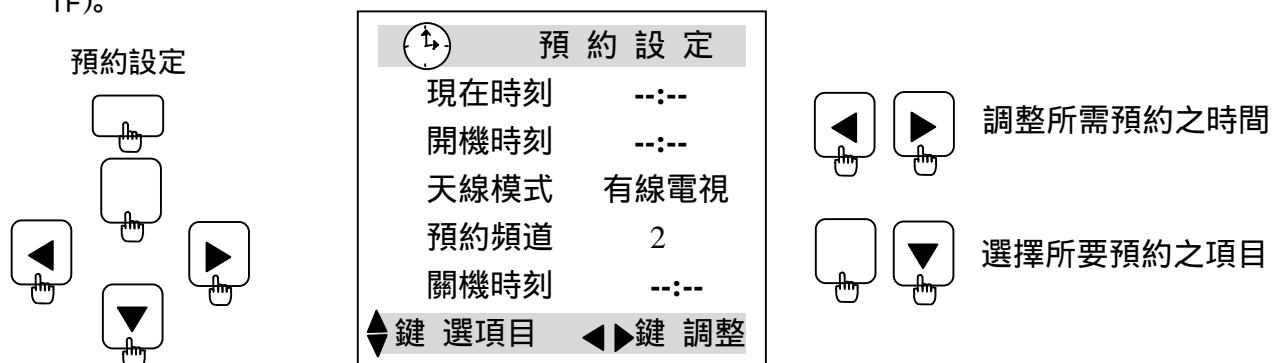 1F)。
預約設定
預 約 設 定
現在時刻 --:--
開機時刻 --:--
天線模式 有線電視
預約頻道 2
關機時刻 --:--
鍵 選項目 ◀▶鍵 調整
調整所需預約之時間
選擇所要預約之項目